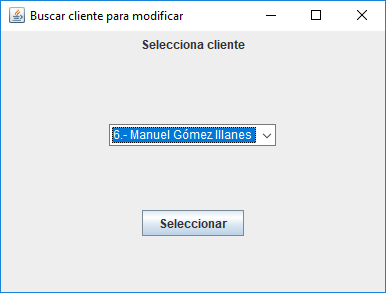 Buscar cliente para modificar
Selecciona cliente
6.- Manuel Gómez Illanes
Seleccionar